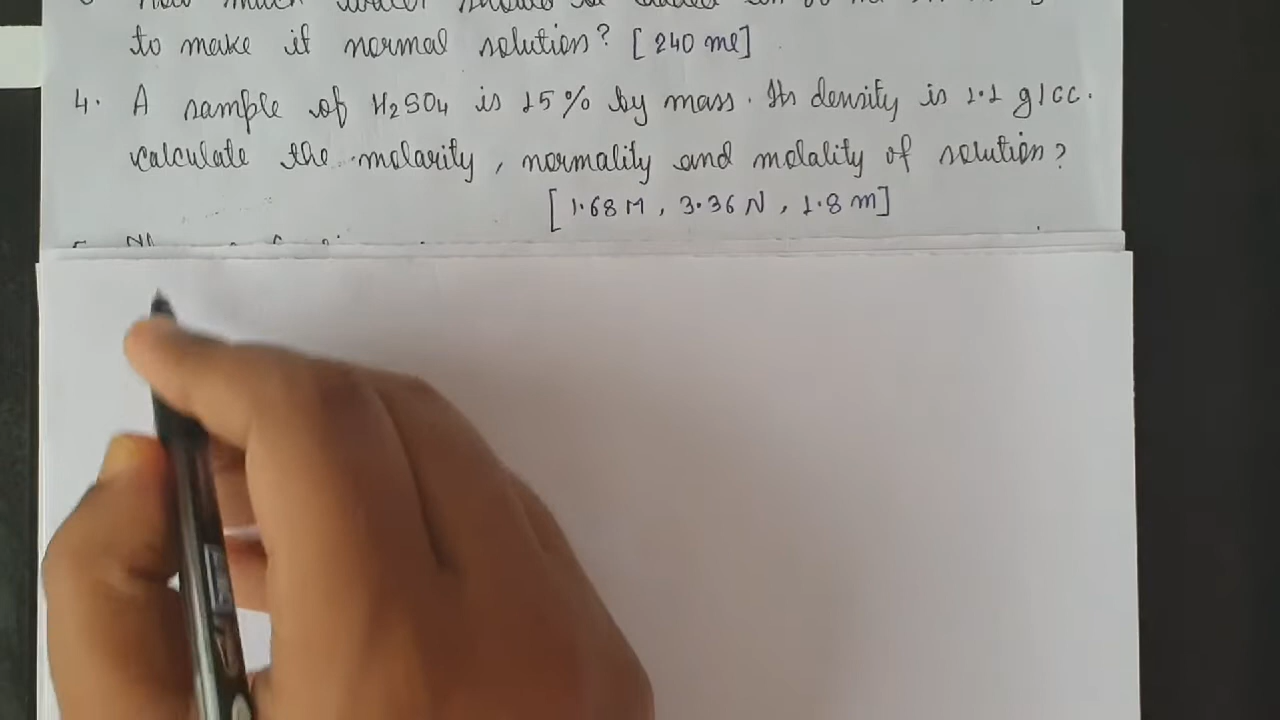 to make it normal solution? [240 ml]
4. A sample of H2SO4 is 15% by mass. Its density is 1.1 g/cc.
calculate the molarity, normality and molality of solution?
[1.68 M, 3.36 N, 1.8 m]